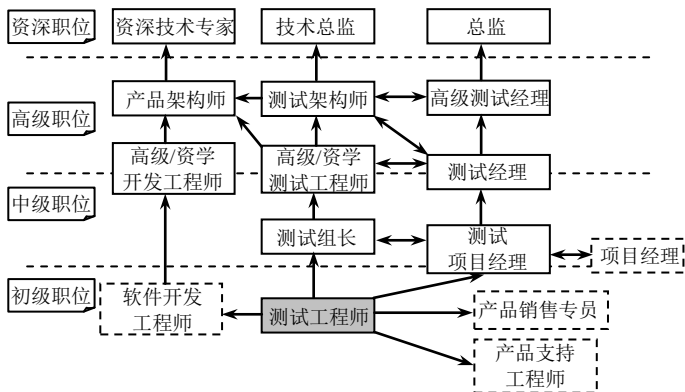 资深职位
资深技术专家
技术总监
总监
产品架构师
测试架构师
高级测试经理
高级职位
高级/资学
开发工程师
高级/资学
测试工程师
测试经理
中级职位
测试组长
测试
项目经理
项目经理
初级职位
软件开发
工程师
测试工程师
产品销售专员
产品支持
工程师